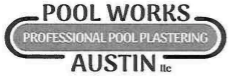 POOL WORKS
PROFESSIONAL POOL PLASTERING
AUSTIN llc